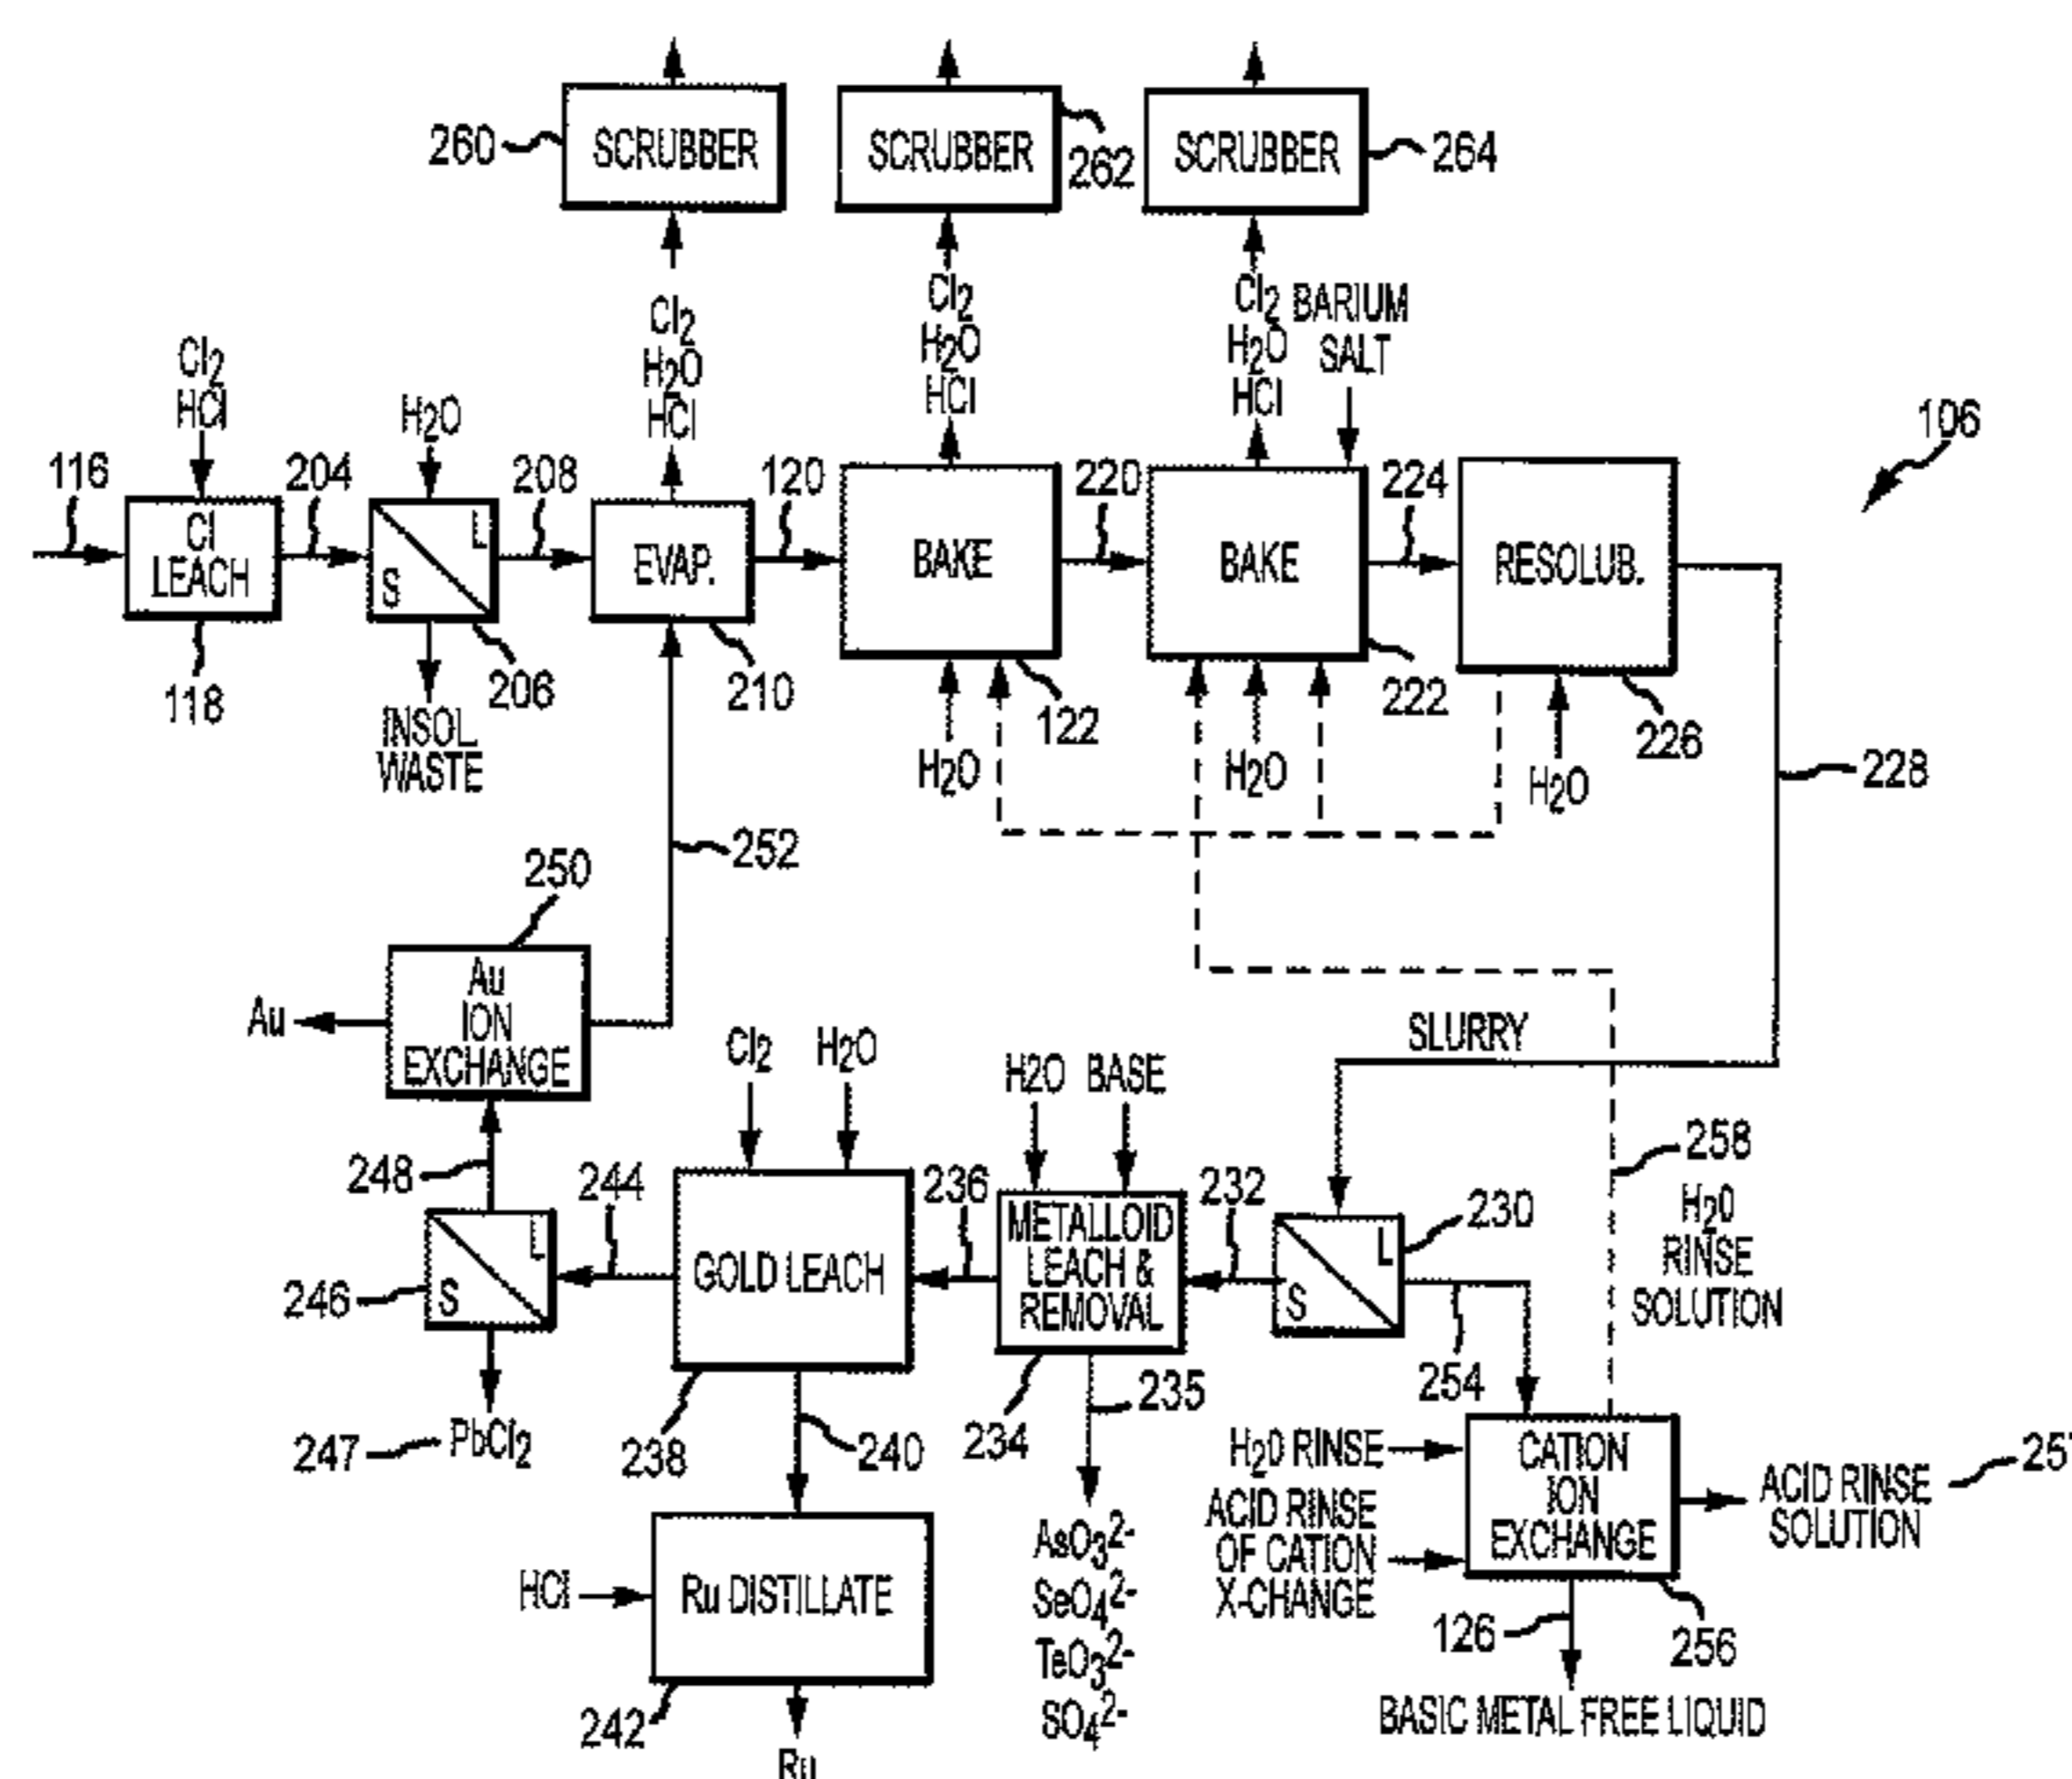 260
SCRUBBER
SCRUBBER
262
SCRUBBER
264
Cl2
HCl
H2O
Cl2
H2O
HCl
Cl2
H2O
HCl
Cl2
H2O
HCl
BARIUM
SALT
106
116
Cl
LEACH
118
204
L
S
206
INSOL.
WASTE
208
EVAP.
210
120
BAKE
122
H2O
220
BAKE
222
H2O
224
RESOLUB.
226
H2O
228
252
250
Au
Au
ION
EXCHANGE
Cl2
H2O
H2O
BASE
SLURRY
258
H2O
RINSE
SOLUTION
248
L
S
246
247
PbCl2
244
GOLD LEACH
238
240
236
METALLOID
LEACH &
REMOVAL
234
235
232
L
S
230
254
H2O RINSE
ACID RINSE
OF CATION
X-CHANGE
CATION
ION
EXCHANGE
256
ACID RINSE
SOLUTION
126
BASIC METAL FREE LIQUID
HCl
Ru DISTILLATE
242
Ru
AsO3 2-
SeO4 2-
TeO3 2-
SO4 2-